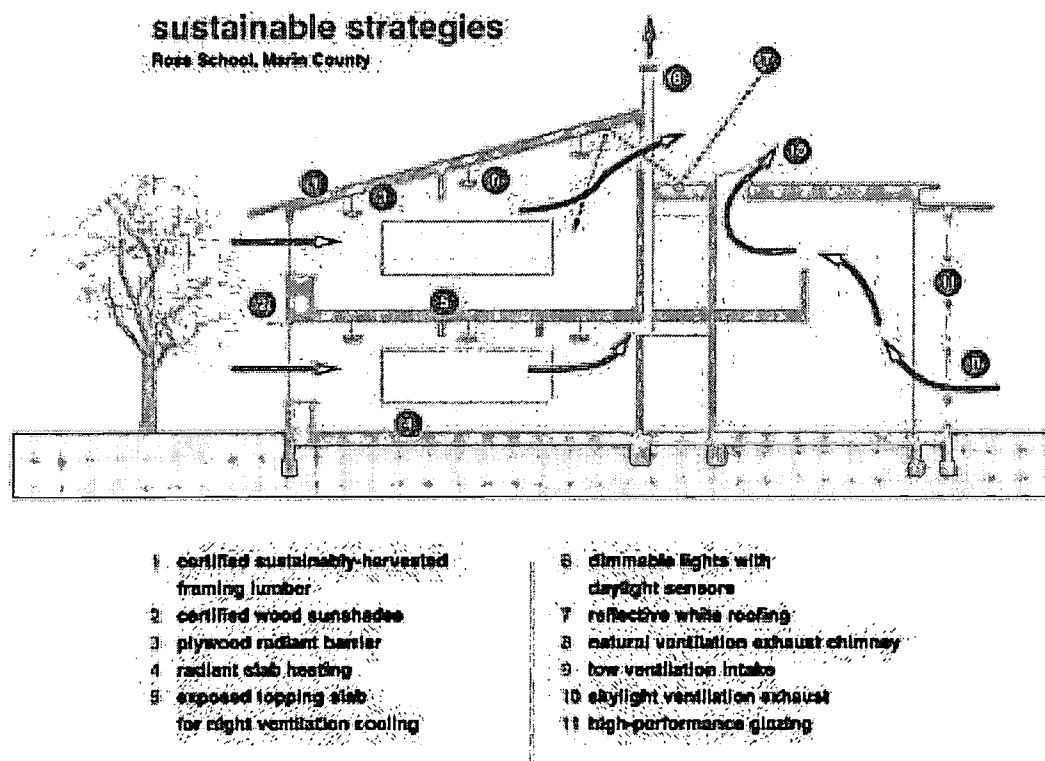 sustainable strategies
Ross School, Marin County
1 certified sustainably-harvested
framing lumber
2 certified wood sunshades
3 plywood radiant barrier
4 radiant slab heating
5 exposed topping slab
for night ventilation cooling
6 dimmable lights with
daylight sensors
7 reflective white roofing
8 natural ventilation exhaust chimney
9 low ventilation intake
10 skylight ventilation exhaust
11 high-performance glazing